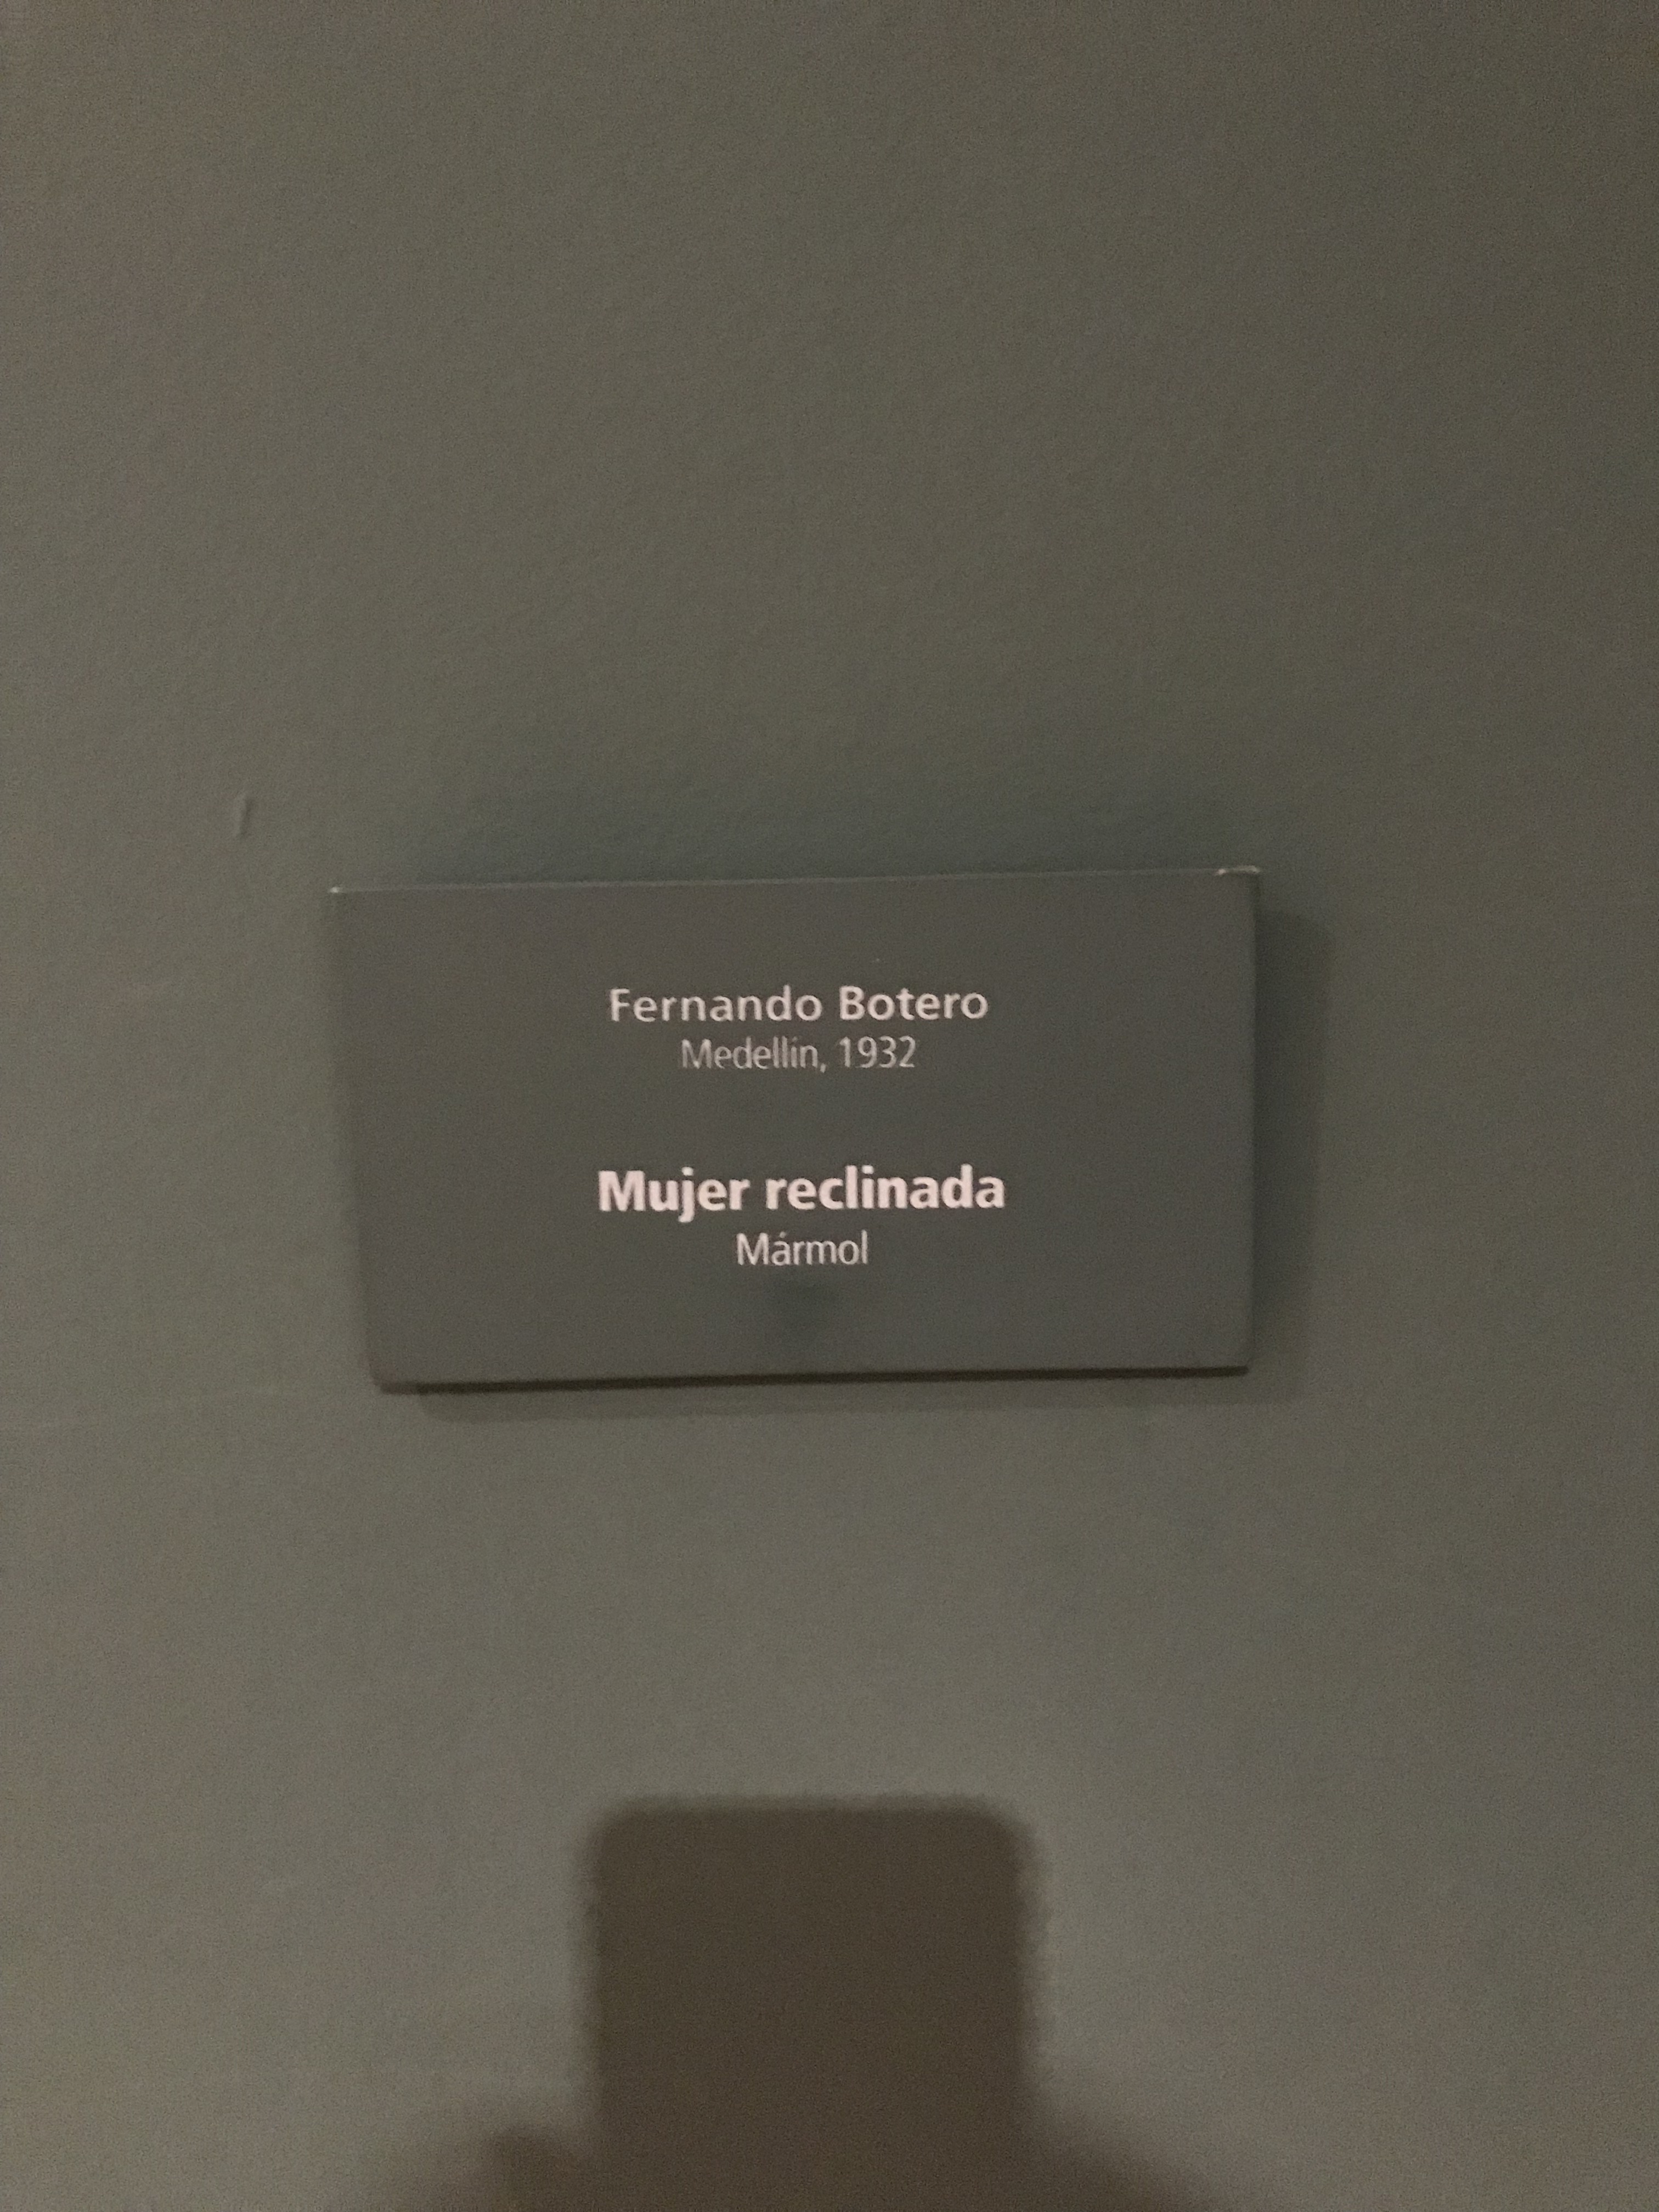 Fernando Botero
Medellín, 1932
Mujer reclinada
Mármol